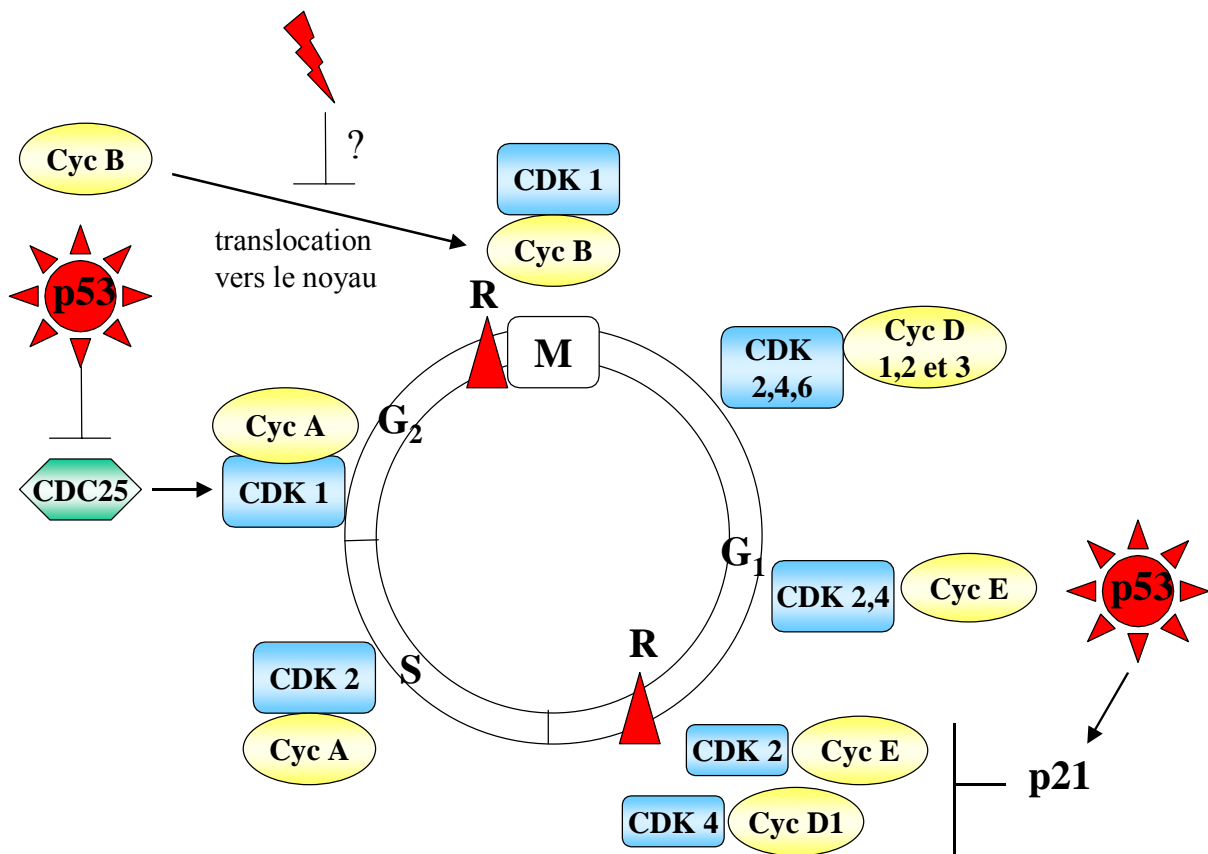 ?
Cyc B
CDK 1
Cyc B
translocation
vers le noyau
p53
R
M
CDK
2,4,6
Cyc D
1,2 et 3
G₂
Cyc A
CDK 1
CDC25
G₁
CDK 2,4
Cyc E
p53
R
S
CDK 2
Cyc A
CDK 2
Cyc E
p21
CDK 4
Cyc D1